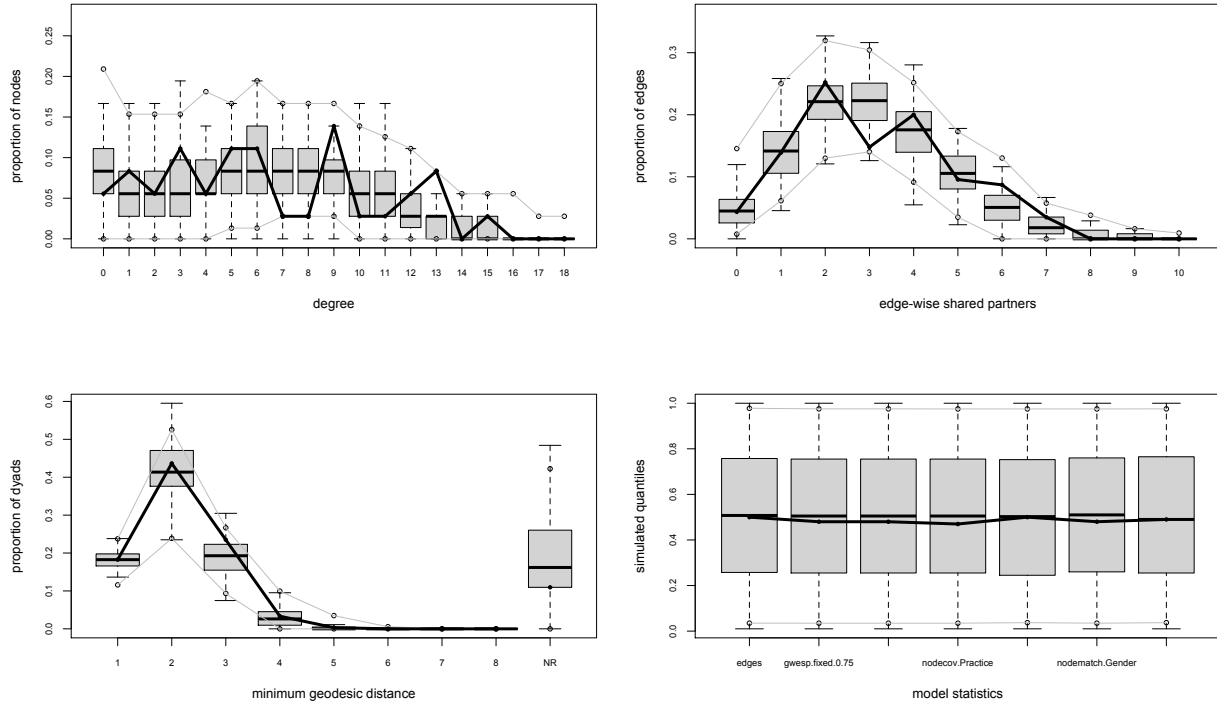 proportion of nodes
0.00 0.05 0.10 0.15 0.20 0.25
0 1 2 3 4 5 6 7 8 9 10 11 12 13 14 15 16 17 18
degree
proportion of edges
0.0 0.1 0.2 0.3
0 1 2 3 4 5 6 7 8 9 10
edge-wise shared partners
proportion of dyads
0.0 0.1 0.2 0.3 0.4 0.5 0.6
1 2 3 4 5 6 7 8 NR
minimum geodesic distance
simulated quantiles
0.0 0.2 0.4 0.6 0.8 1.0
edges gwesp.fixed.0.75 nodecov.Practice nodematch.Gender
model statistics